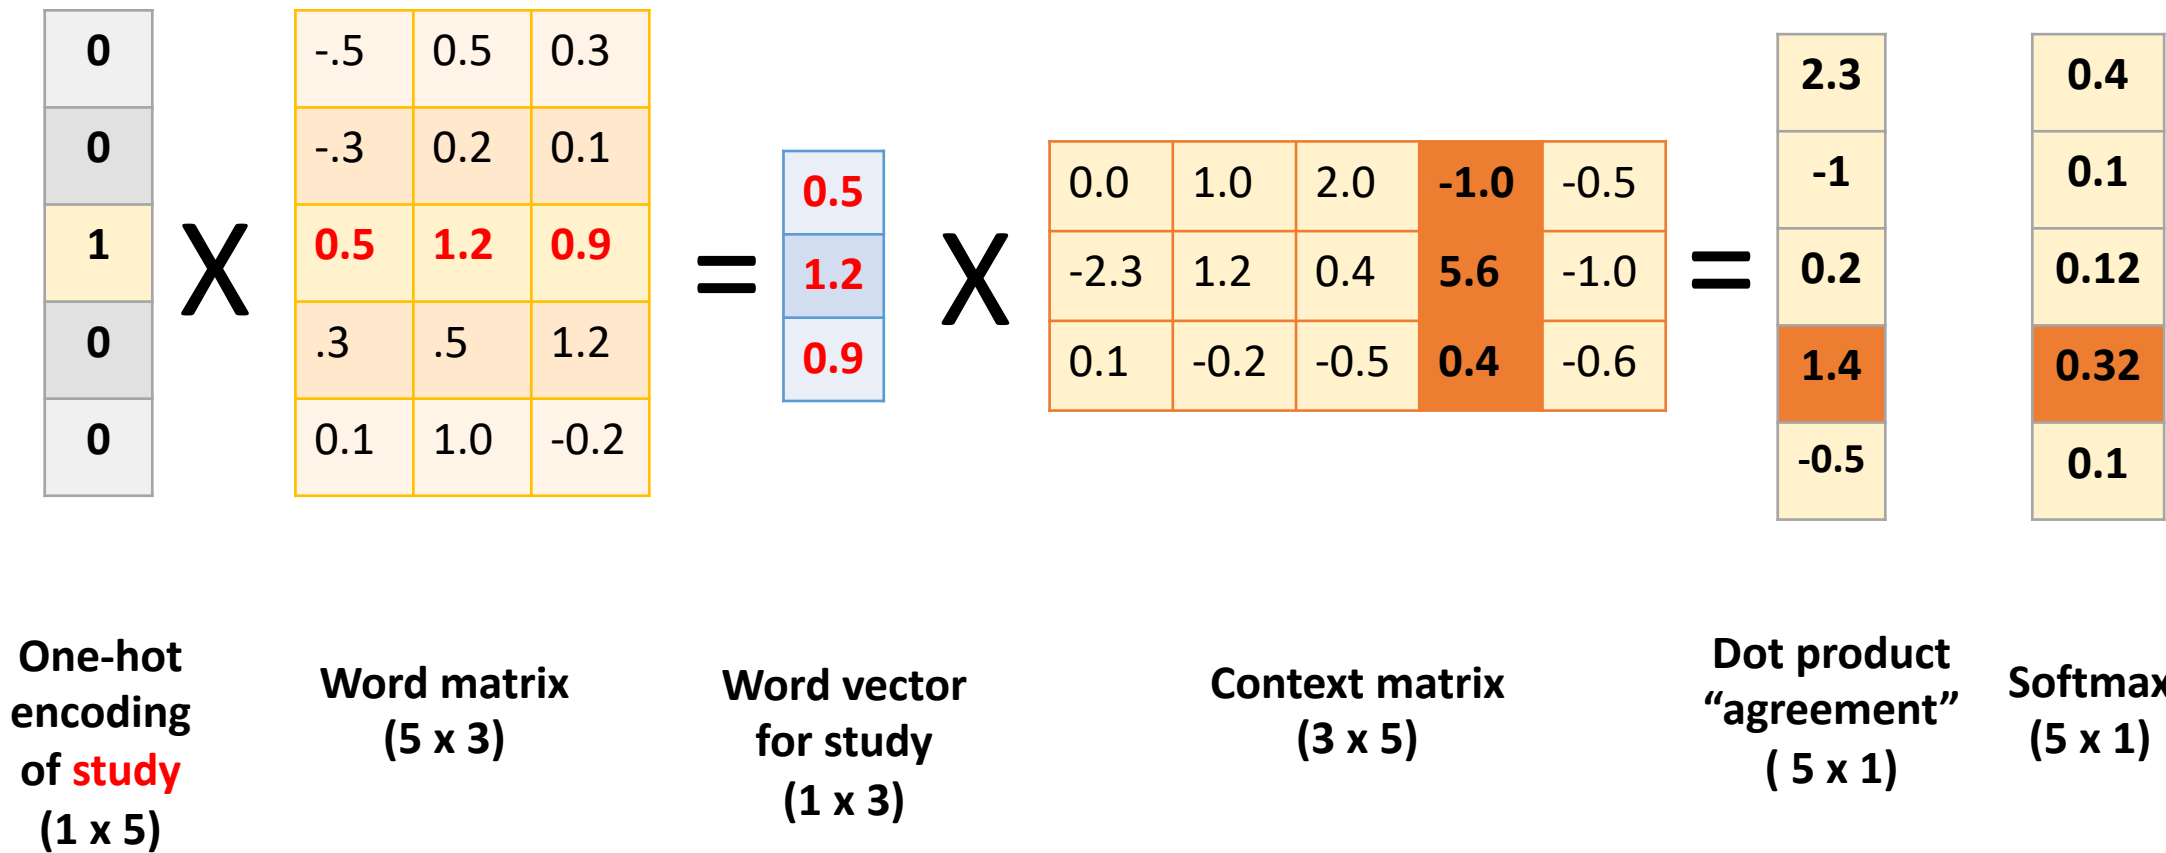 0
0
1
0
0
X
-.5 0.5 0.3
-.3 0.2 0.1
0.5 1.2 0.9
.3 .5 1.2
0.1 1.0 -0.2
=
0.5
1.2
0.9
X
0.0 1.0 2.0 -1.0 -0.5
-2.3 1.2 0.4 5.6 -1.0
0.1 -0.2 -0.5 0.4 -0.6
=
2.3
-1
0.2
1.4
-0.5
0.4
0.1
0.12
0.32
0.1
One-hot
encoding
of study
(1 x 5)
Word matrix
(5 x 3)
Word vector
for study
(1 x 3)
Context matrix
(3 x 5)
Dot product
“agreement”
( 5 x 1)
Softmax
(5 x 1)